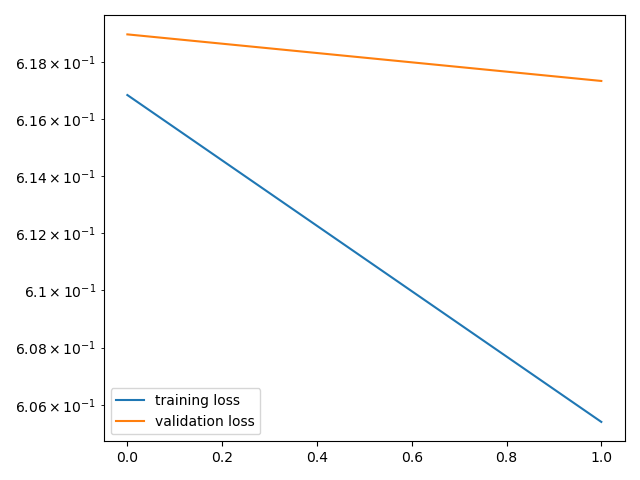 6.18 × 10⁻¹
6.16 × 10⁻¹
6.14 × 10⁻¹
6.12 × 10⁻¹
6.1 × 10⁻¹
6.08 × 10⁻¹
6.06 × 10⁻¹
training loss
validation loss
0.0 0.2 0.4 0.6 0.8 1.0